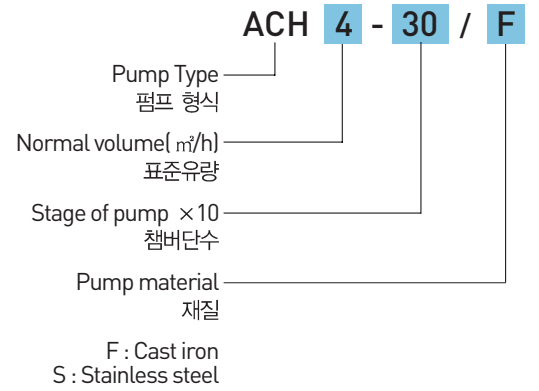 ACH 4 - 30 / F
Pump Type
펌프 형식
Normal volume( ㎥/h)
표준유량
Stage of pump ×10
챔버단수
Pump material
재질
F : Cast iron
S : Stainless steel